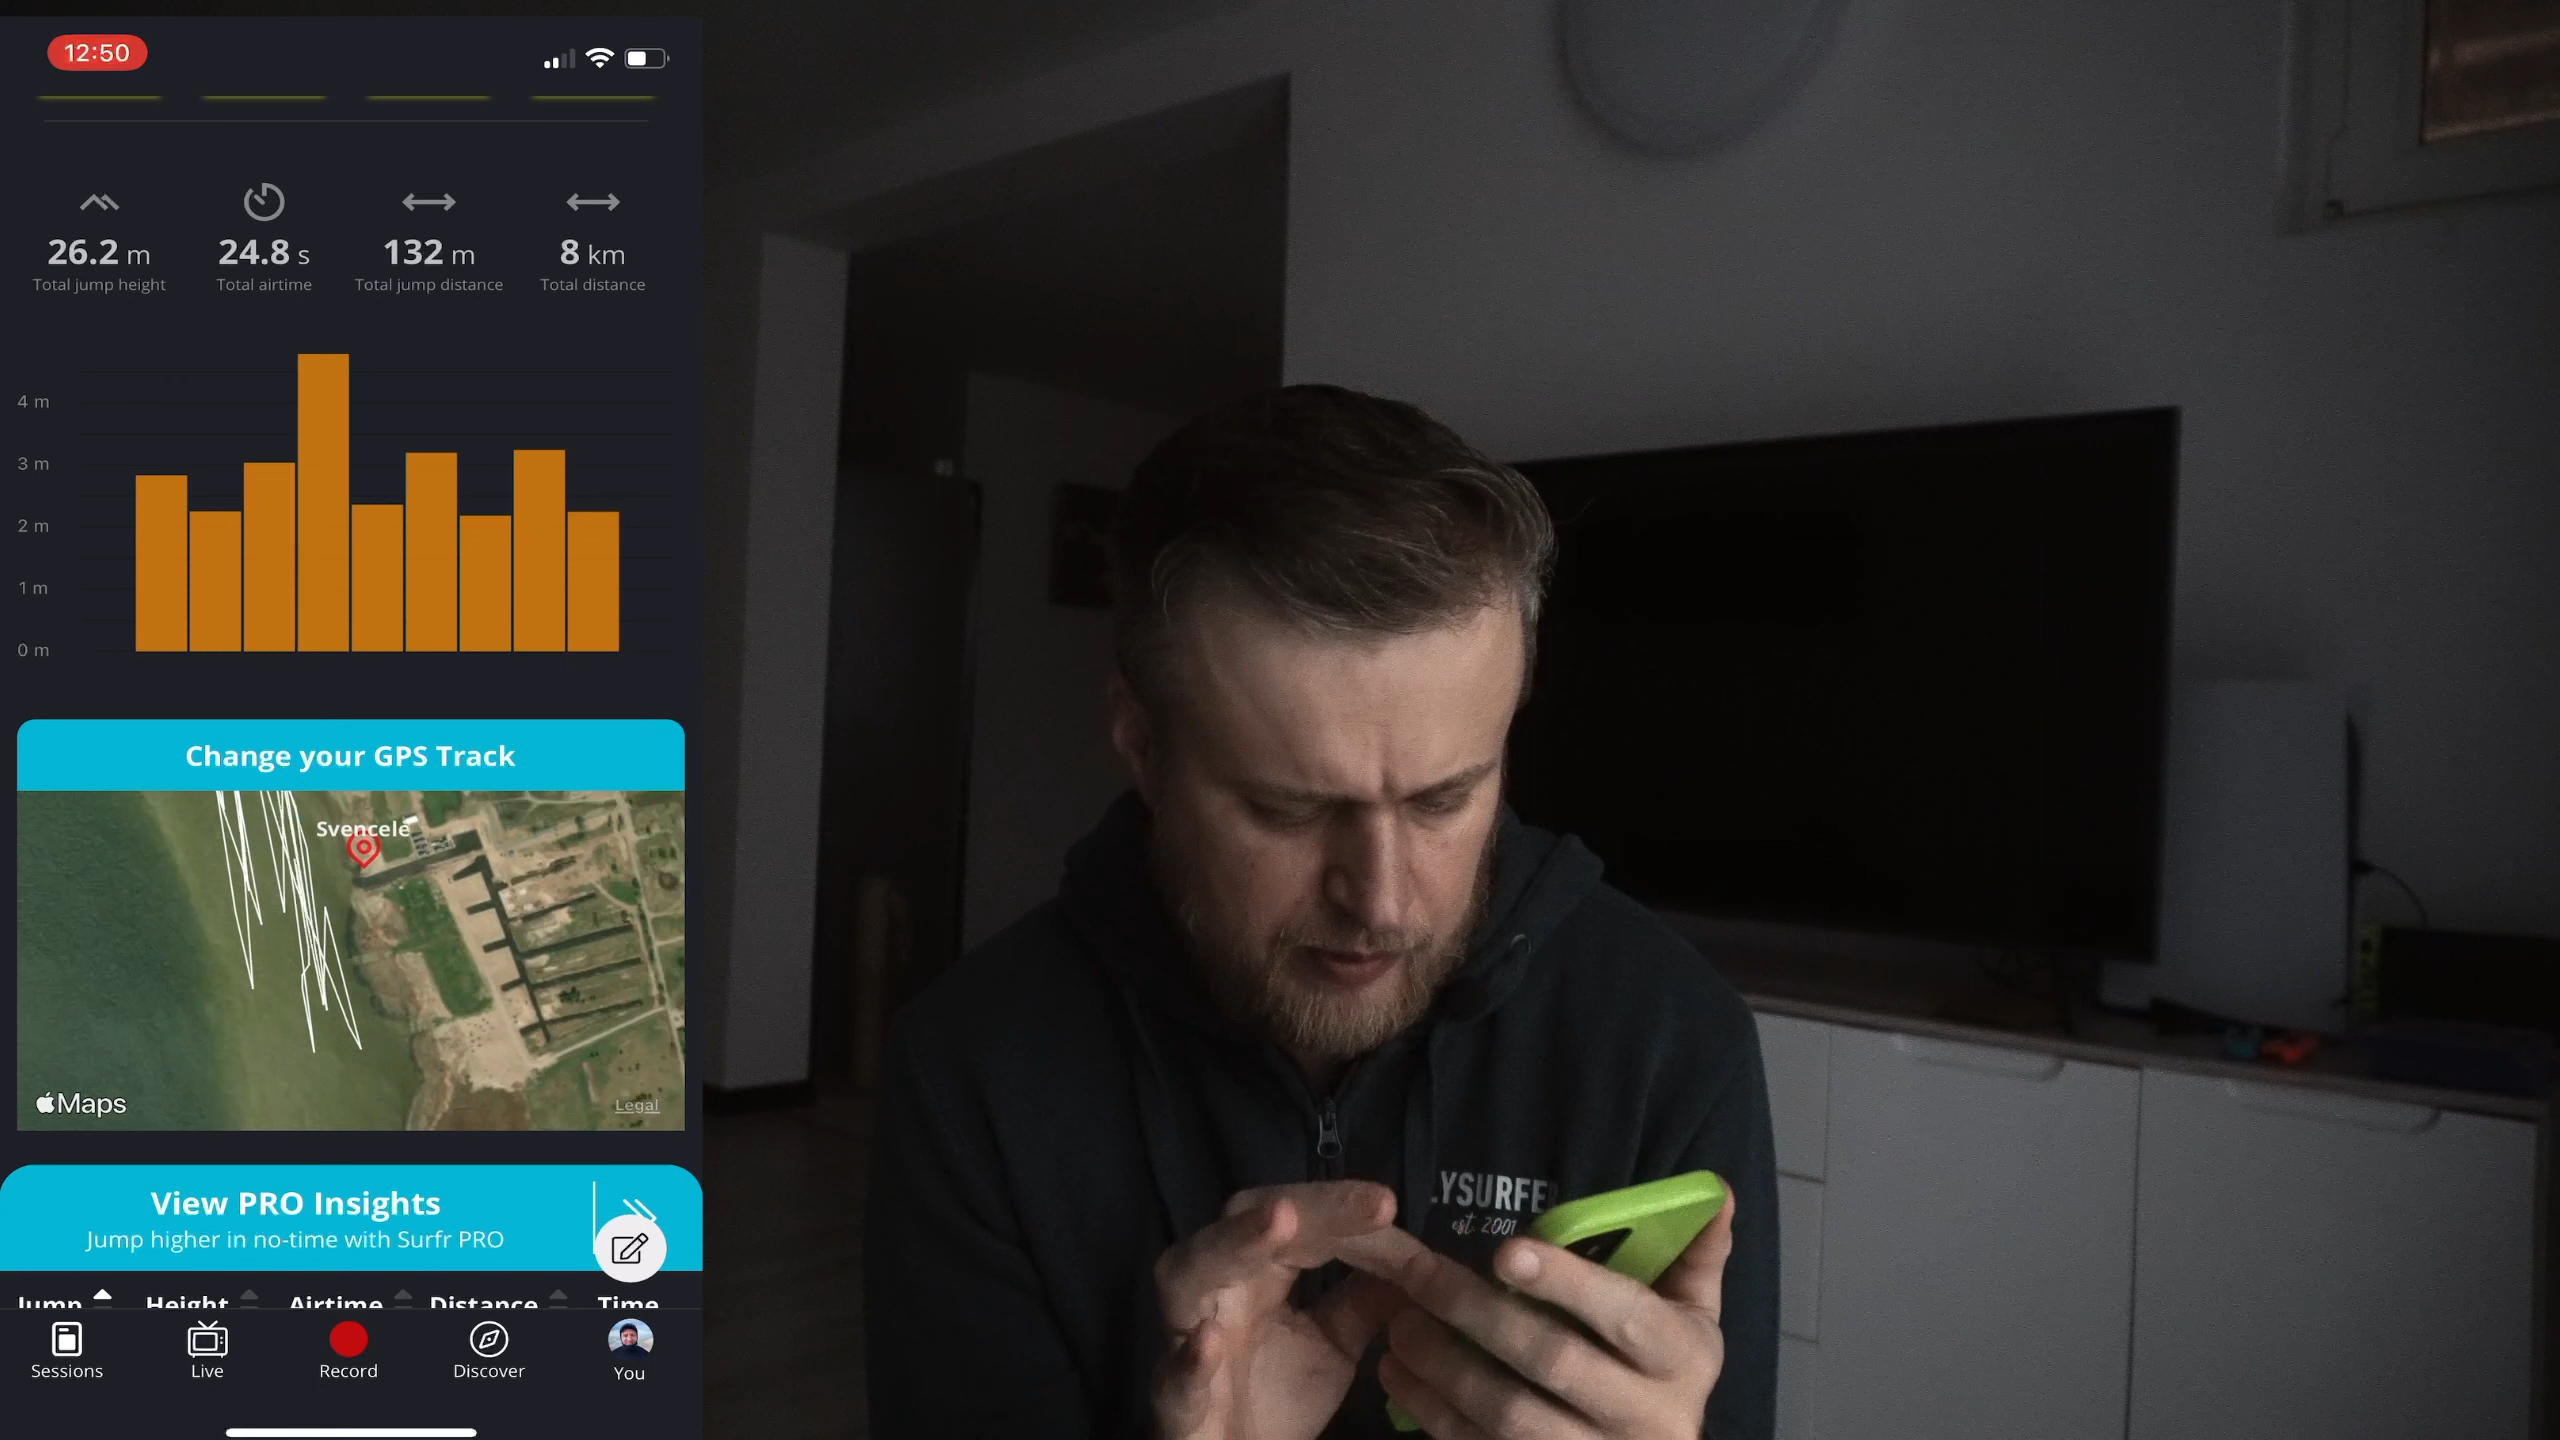 12:50
26.2 m
24.8 s
132 m
8 km
Total jump height
Total airtime
Total jump distance
Total distance
4 m
3 m
2 m
1 m
0 m
Change your GPS Track
Svencelė
Maps
Legal
View PRO Insights
Jump higher in no-time with Surfr PRO
Jump
Height
Airtime
Distance
Time
Sessions
Live
Record
Discover
You
LYSURFE
est. 2001